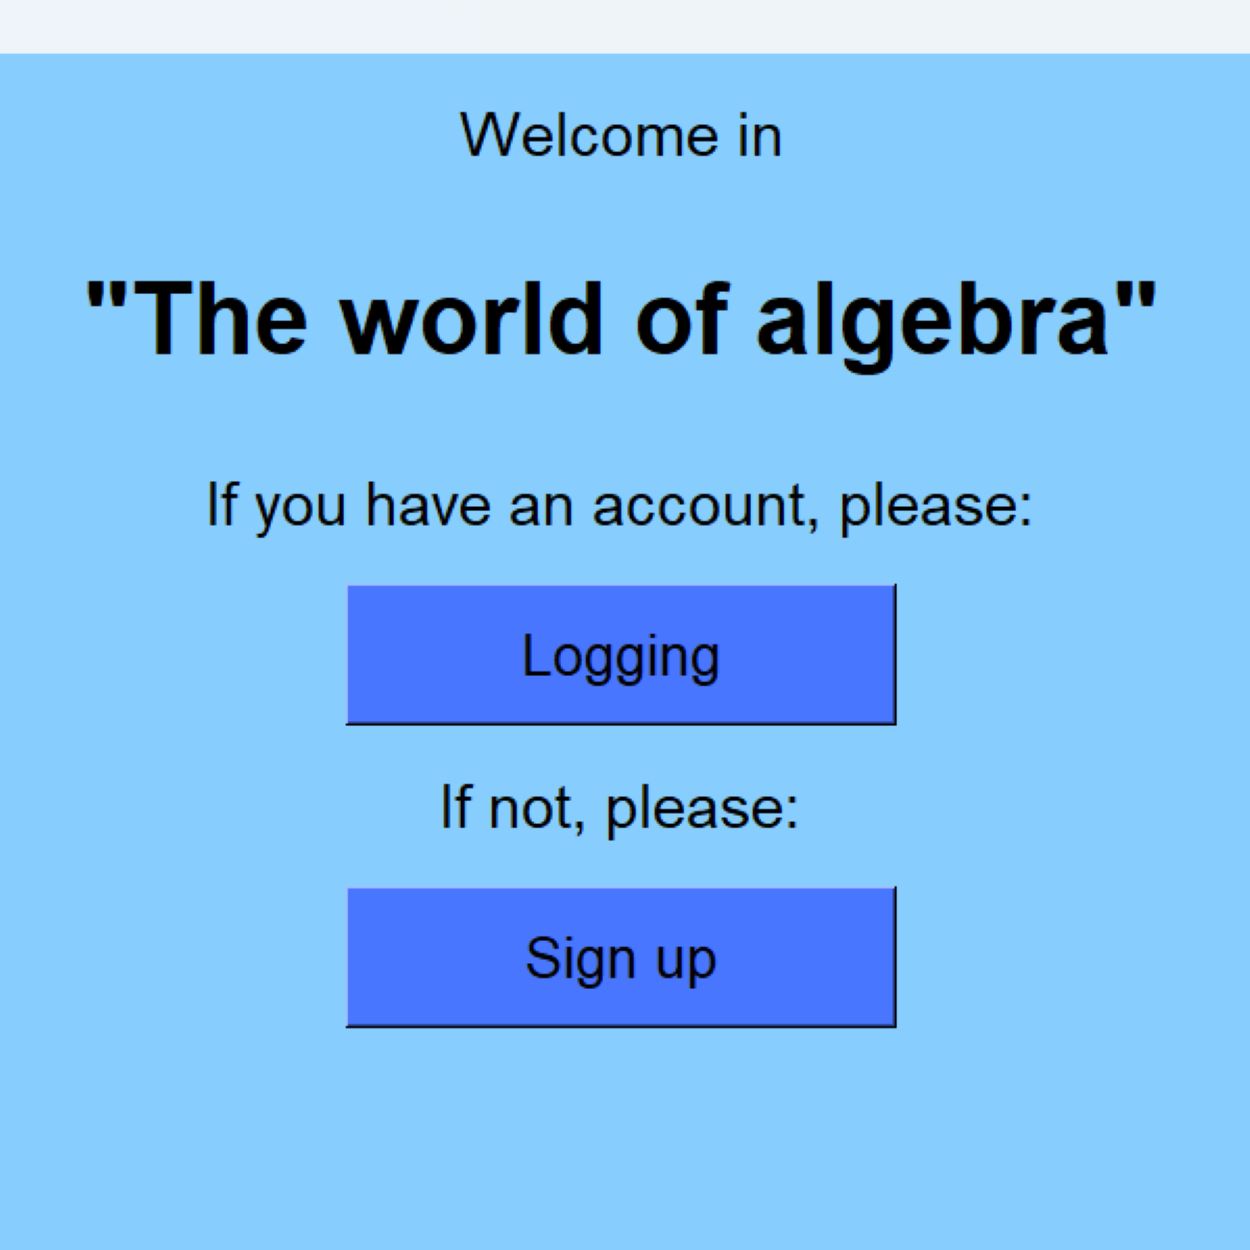 Welcome in
"The world of algebra"
If you have an account, please:
Logging
If not, please:
Sign up